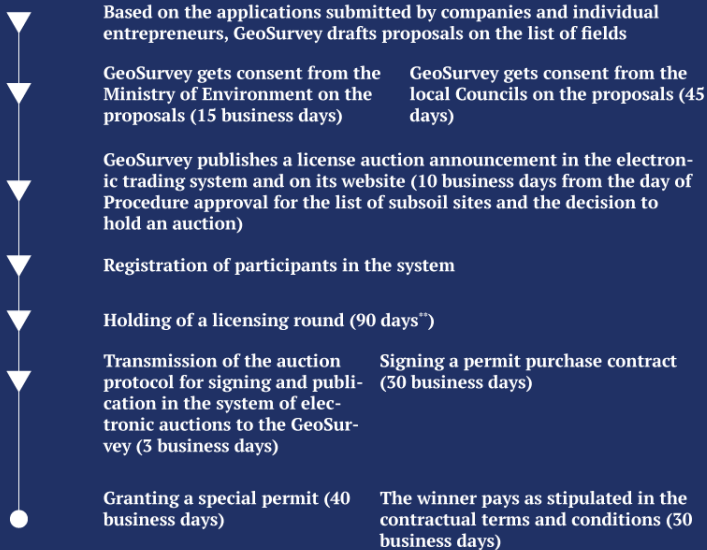 Based on the applications submitted by companies and individual
entrepreneurs, GeoSurvey drafts proposals on the list of fields
GeoSurvey gets consent from the
Ministry of Environment on the
proposals (15 business days)
GeoSurvey gets consent from the
local Councils on the proposals (45
days)
GeoSurvey publishes a license auction announcement in the electron-
ic trading system and on its website (10 business days from the day of
Procedure approval for the list of subsoil sites and the decision to
hold an auction)
Registration of participants in the system
Holding of a licensing round (90 days**)
Transmission of the auction
protocol for signing and publi-
cation in the system of elec-
tronic auctions to the GeoSur-
vey (3 business days)
Signing a permit purchase contract
(30 business days)
Granting a special permit (40
business days)
The winner pays as stipulated in the
contractual terms and conditions (30
business days)